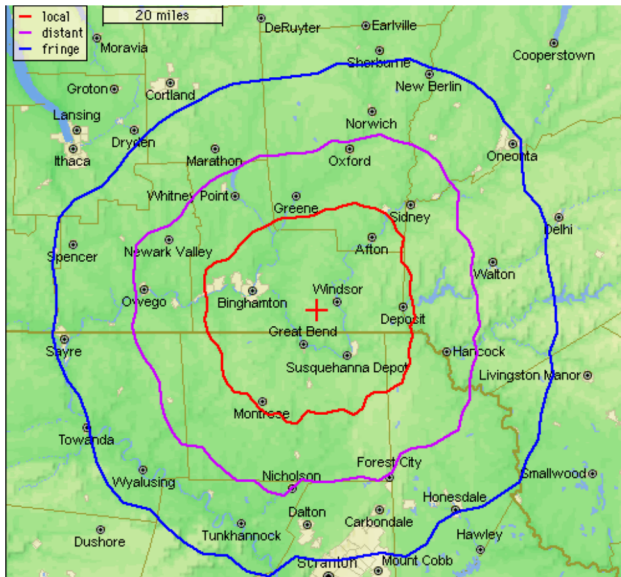 local
distant
fringe
20 miles
DeRuyter
Earlville
Moravia
Cooperstown
Sherburne
New Berlin
Groton
Cortland
Lansing
Norwich
Dryden
Ithaca
Marathon
Oxford
Oneonta
Whitney Point
Greene
Sidney
Delhi
Afton
Spencer
Newark Valley
Walton
Owego
Binghamton
Windsor
Deposit
Great Bend
Sayre
Hancock
Susquehanna Depot
Livingston Manor
Montrose
Towanda
Forest City
Wyalusing
Nicholson
Smallwood
Honesdale
Dalton
Carbondale
Tunkhannock
Dushore
Hawley
Scranton
Mount Cobb